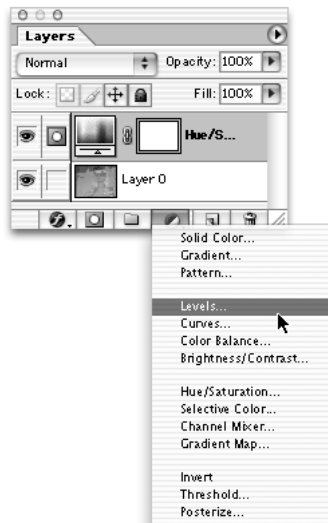 Layers
Normal
Opacity: 100%
Lock:
Fill: 100%
Hue/S...
Layer 0
Solid Color...
Gradient...
Pattern...
Levels...
Curves...
Color Balance...
Brightness/Contrast...
Hue/Saturation...
Selective Color...
Channel Mixer...
Gradient Map...
Invert
Threshold...
Posterize...